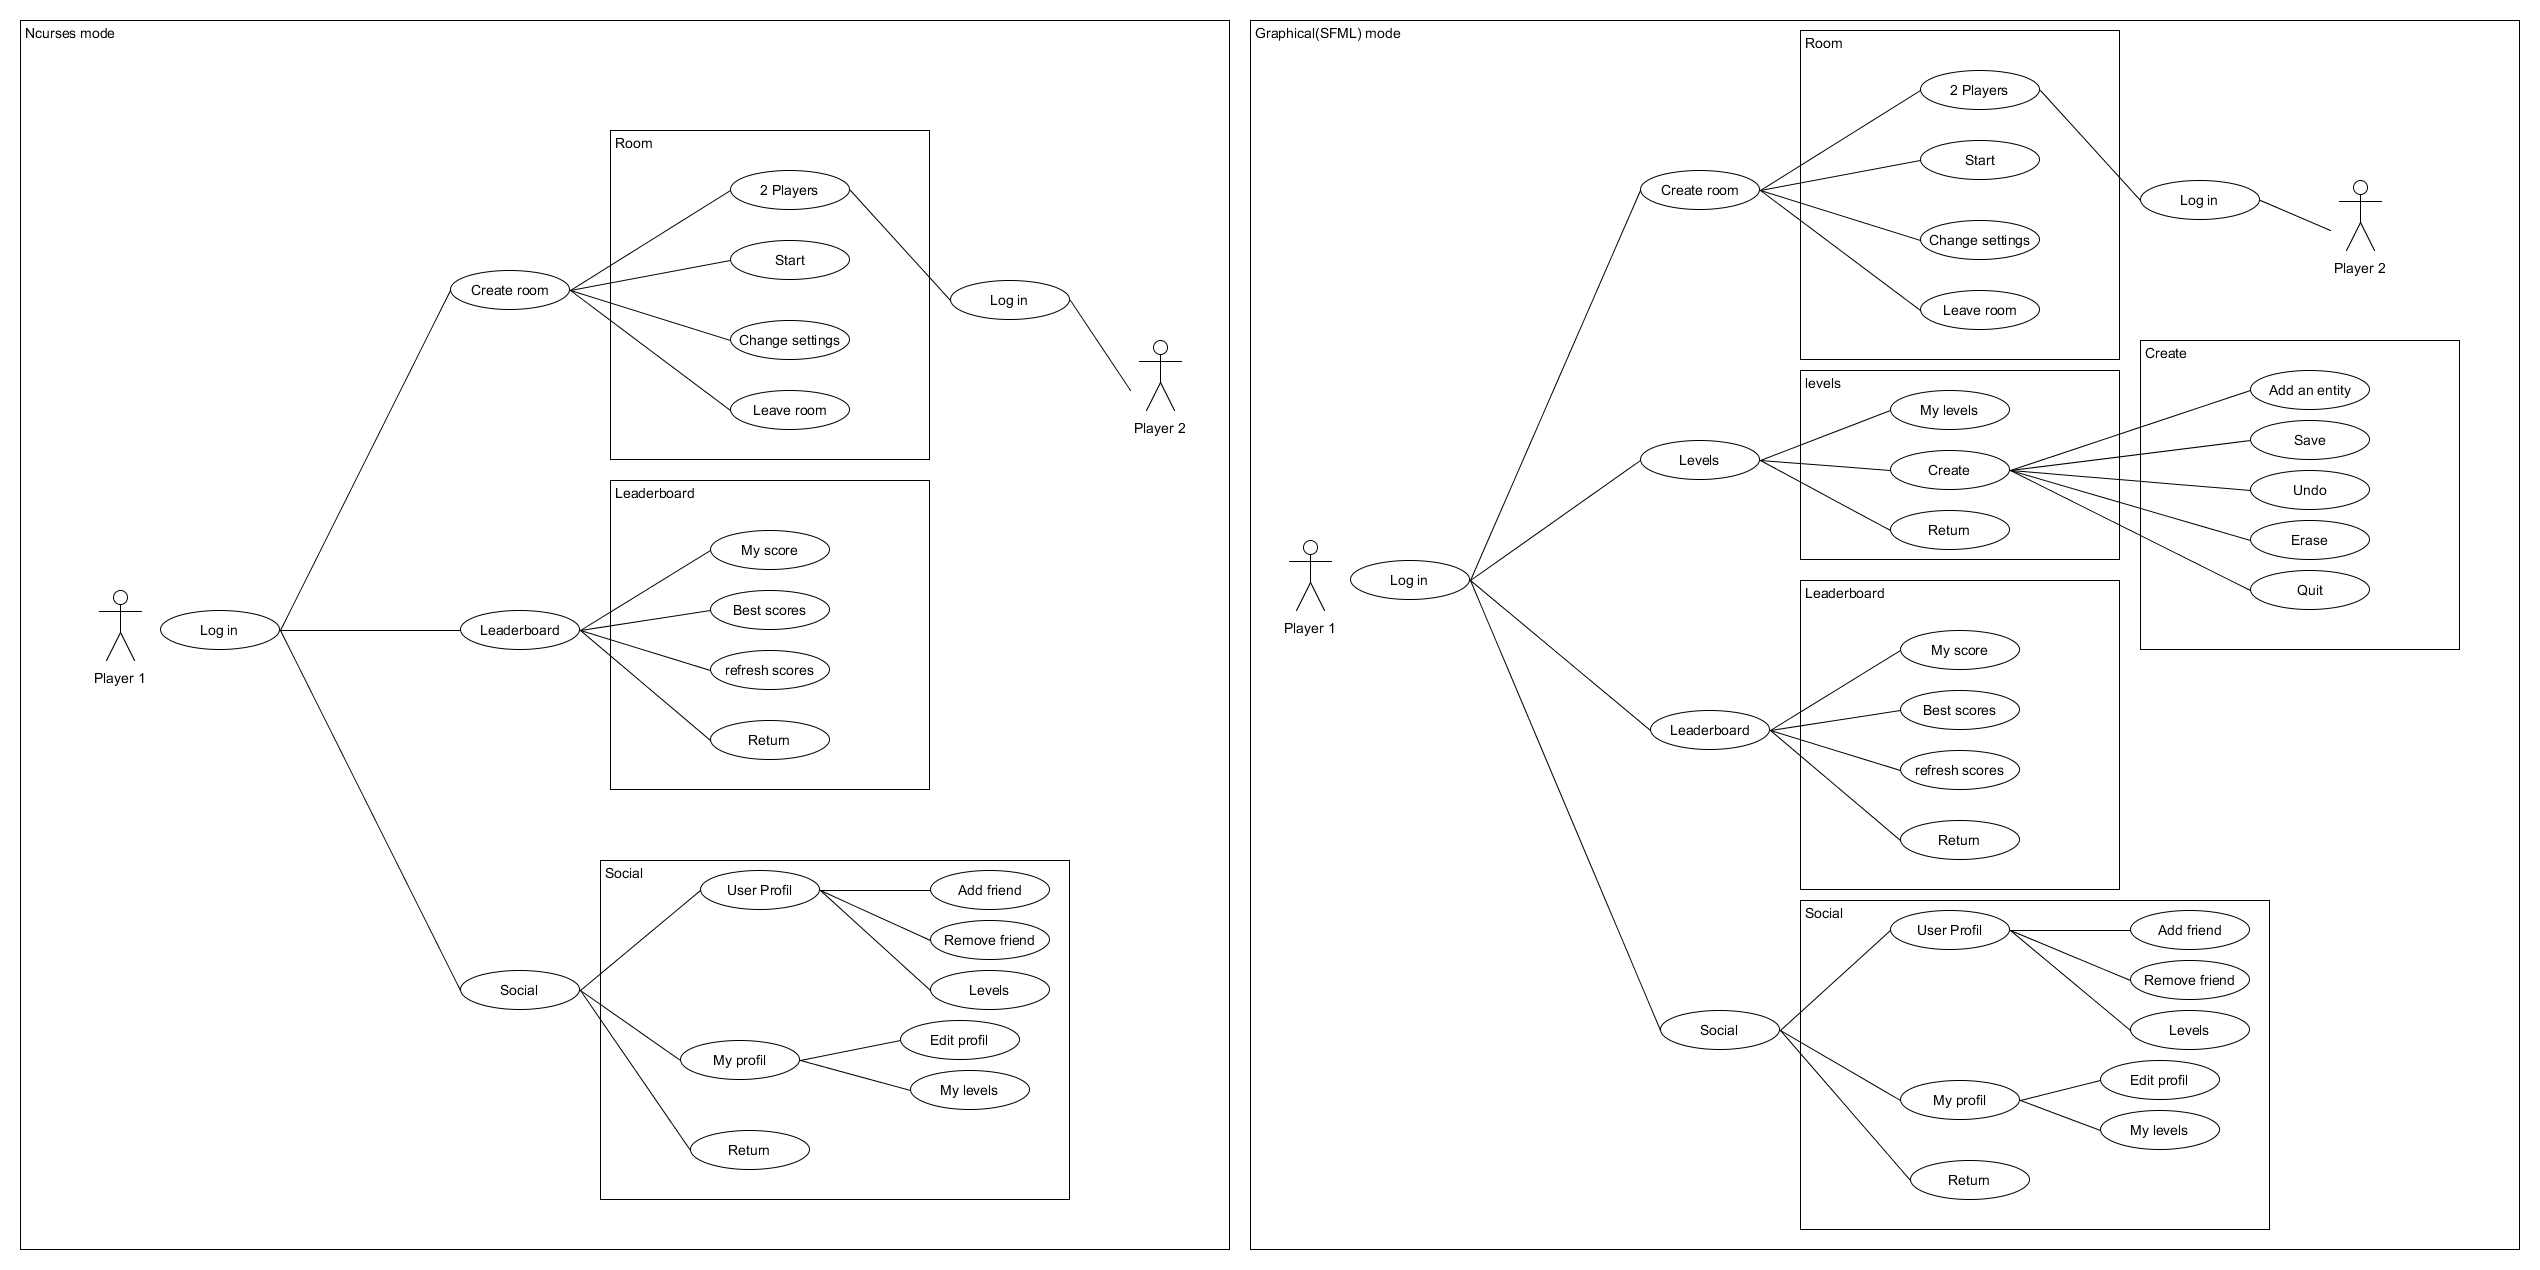 Ncurses mode
Room
2 Players
Start
Create room
Log in
Change settings
Leave room
Player 2
Leaderboard
My score
Best scores
Log in
Leaderboard
refresh scores
Player 1
Return
Social
User Profil
Add friend
Remove friend
Social
Levels
Edit profil
My profil
My levels
Return
Graphical(SFML) mode
Room
2 Players
Start
Create room
Log in
Change settings
Player 2
Leave room
Create
levels
Add an entity
My levels
Save
Levels
Create
Undo
Return
Erase
Log in
Quit
Player 1
Leaderboard
My score
Best scores
Leaderboard
refresh scores
Return
Social
User Profil
Add friend
Remove friend
Social
Levels
Edit profil
My profil
My levels
Return